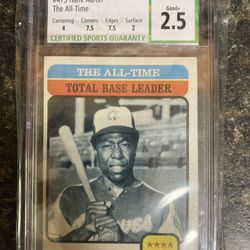 #473 Hank Aaron
The All-Time
Centering Corners Edges Surface
4 7.5 7.5 2
Good+
2.5
CERTIFIED SPORTS GUARANTY
THE ALL-TIME
TOTAL BASE LEADER
Braves